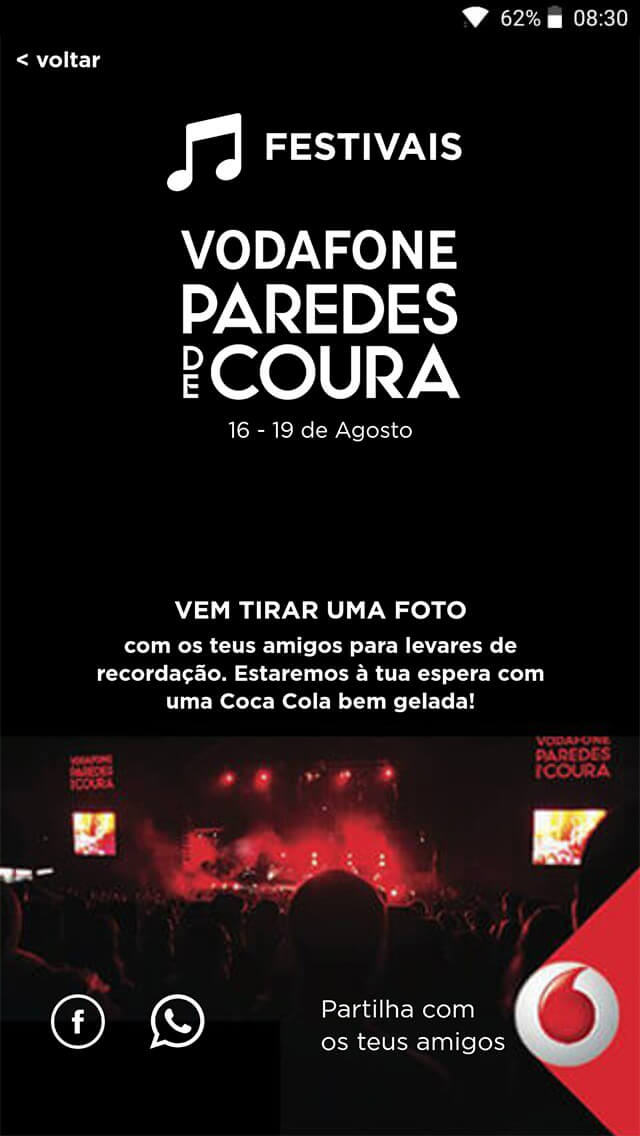 62% 08:30
< voltar
FESTIVAIS
VODAFONE
PAREDES
DE COURA
16 - 19 de Agosto
VEM TIRAR UMA FOTO
com os teus amigos para levares de
recordação. Estaremos à tua espera com
uma Coca Cola bem gelada!
VODAFONE
PAREDES
DE COURA
VODAFONE
PAREDES
DE COURA
f
Partilha com
os teus amigos